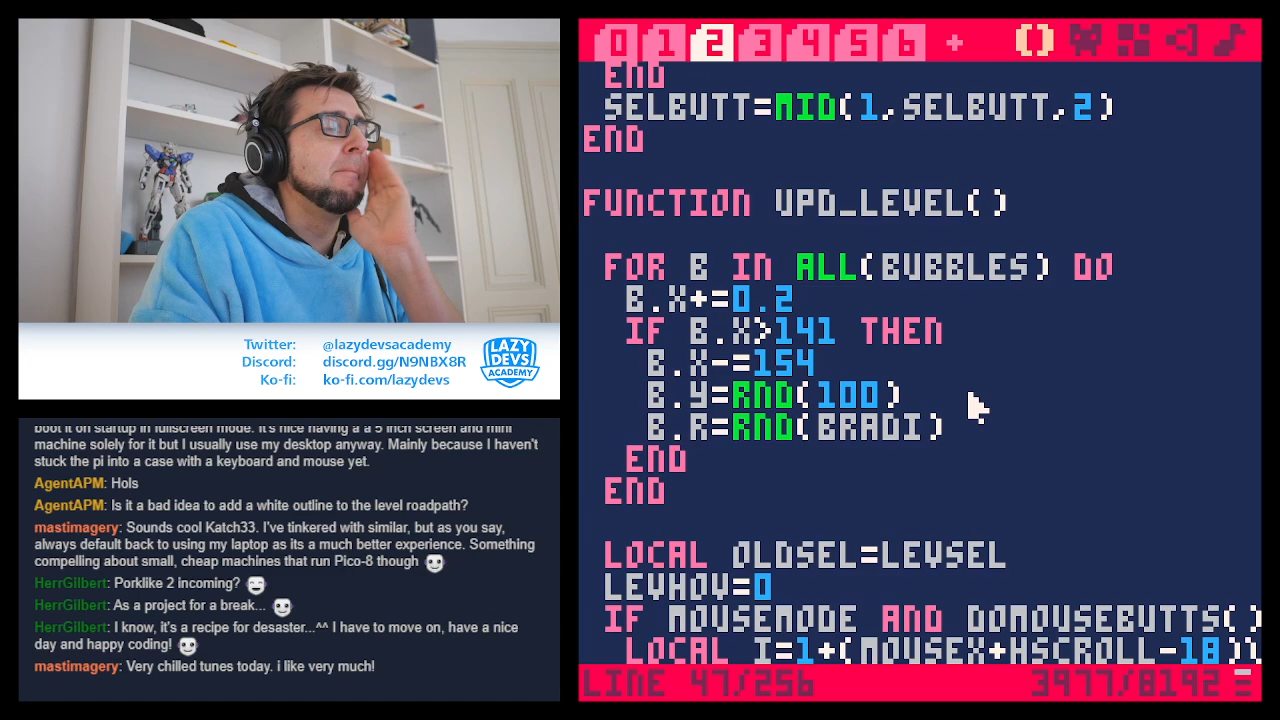 Twitter: @lazydevsacademy
Discord: discord.gg/N9NBX8R
Ko-fi: ko-fi.com/lazydevs
LAZY
DEVS
ACADEMY
boot it on startup in fullscreen mode. It's nice having a a 5 inch screen and mini
machine solely for it but I usually use my desktop anyway. Mainly because I haven't
stuck the pi into a case with a keyboard and mouse yet.
AgentAPM: Hols
AgentAPM: Is it a bad idea to add a white outline to the level roadpath?
mastimagery: Sounds cool Katch33. I've tinkered with similar, but as you say,
always default back to using my laptop as its a much better experience. Something
compelling about small, cheap machines that run Pico-8 though
HerrGilbert: Porklike 2 incoming?
HerrGilbert: As a project for a break...
HerrGilbert: I know, it's a recipe for desaster...^^ I have to move on, have a nice
day and happy coding!
mastimagery: Very chilled tunes today. i like very much!
0 1 2 3 4 5 6 + ()
END
SELBUTT=MID(1,SELBUTT,2)
END
FUNCTION UPD_LEVEL()
FOR B IN ALL(BUBBLES) DO
B.X+=0.2
IF B.X>141 THEN
B.X-=154
B.Y=RND(100)
B.R=RND(BRADI)
END
END
LOCAL OLDSEL=LEVSEL
LEVHOV=0
IF MOUSEMODE AND DOMOUSEBUTTS()
LOCAL I=1+(MOUSEX+HSCROLL-18)\
LINE 47/256 3977/8192